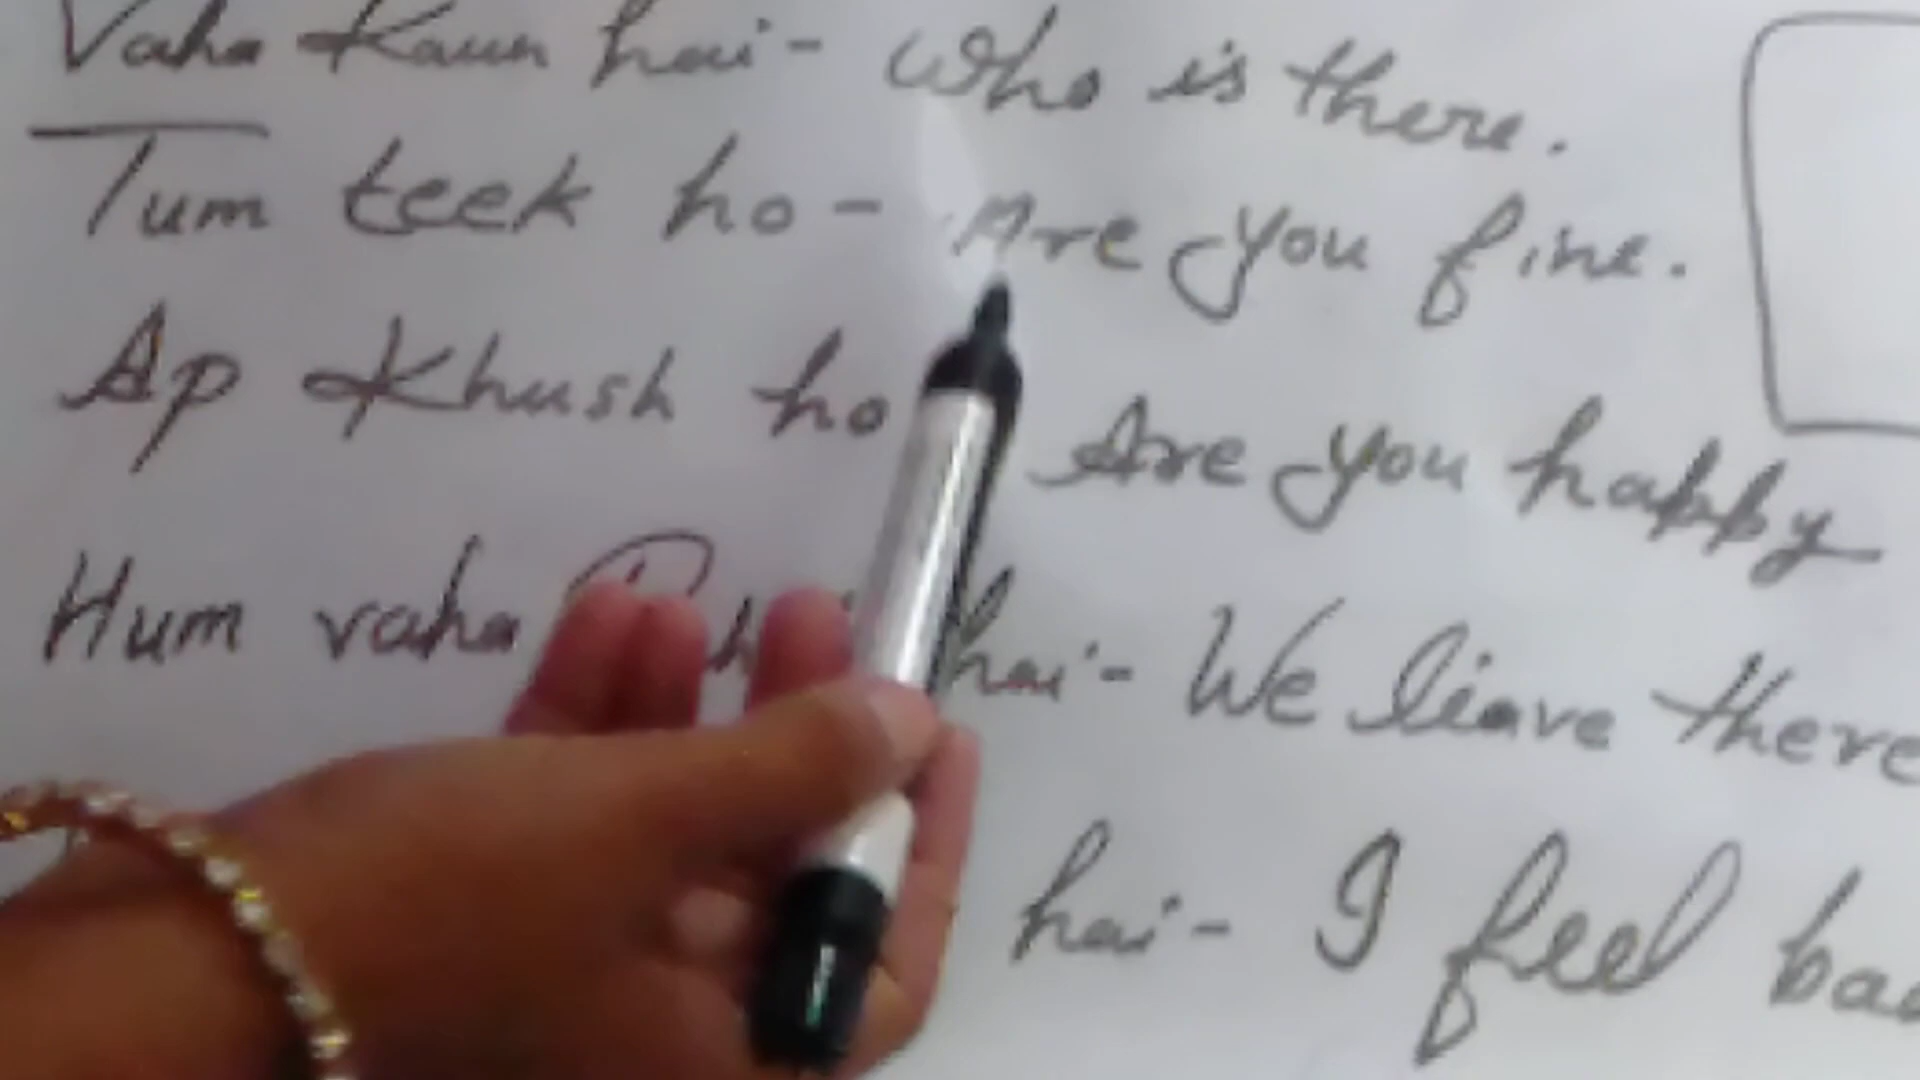 Vaha Kaun hai - Who is there.
Tum teek ho - Are you fine.
Ap Khush ho Are you happy
Hum vaha hai - We leave there
hai - I feel